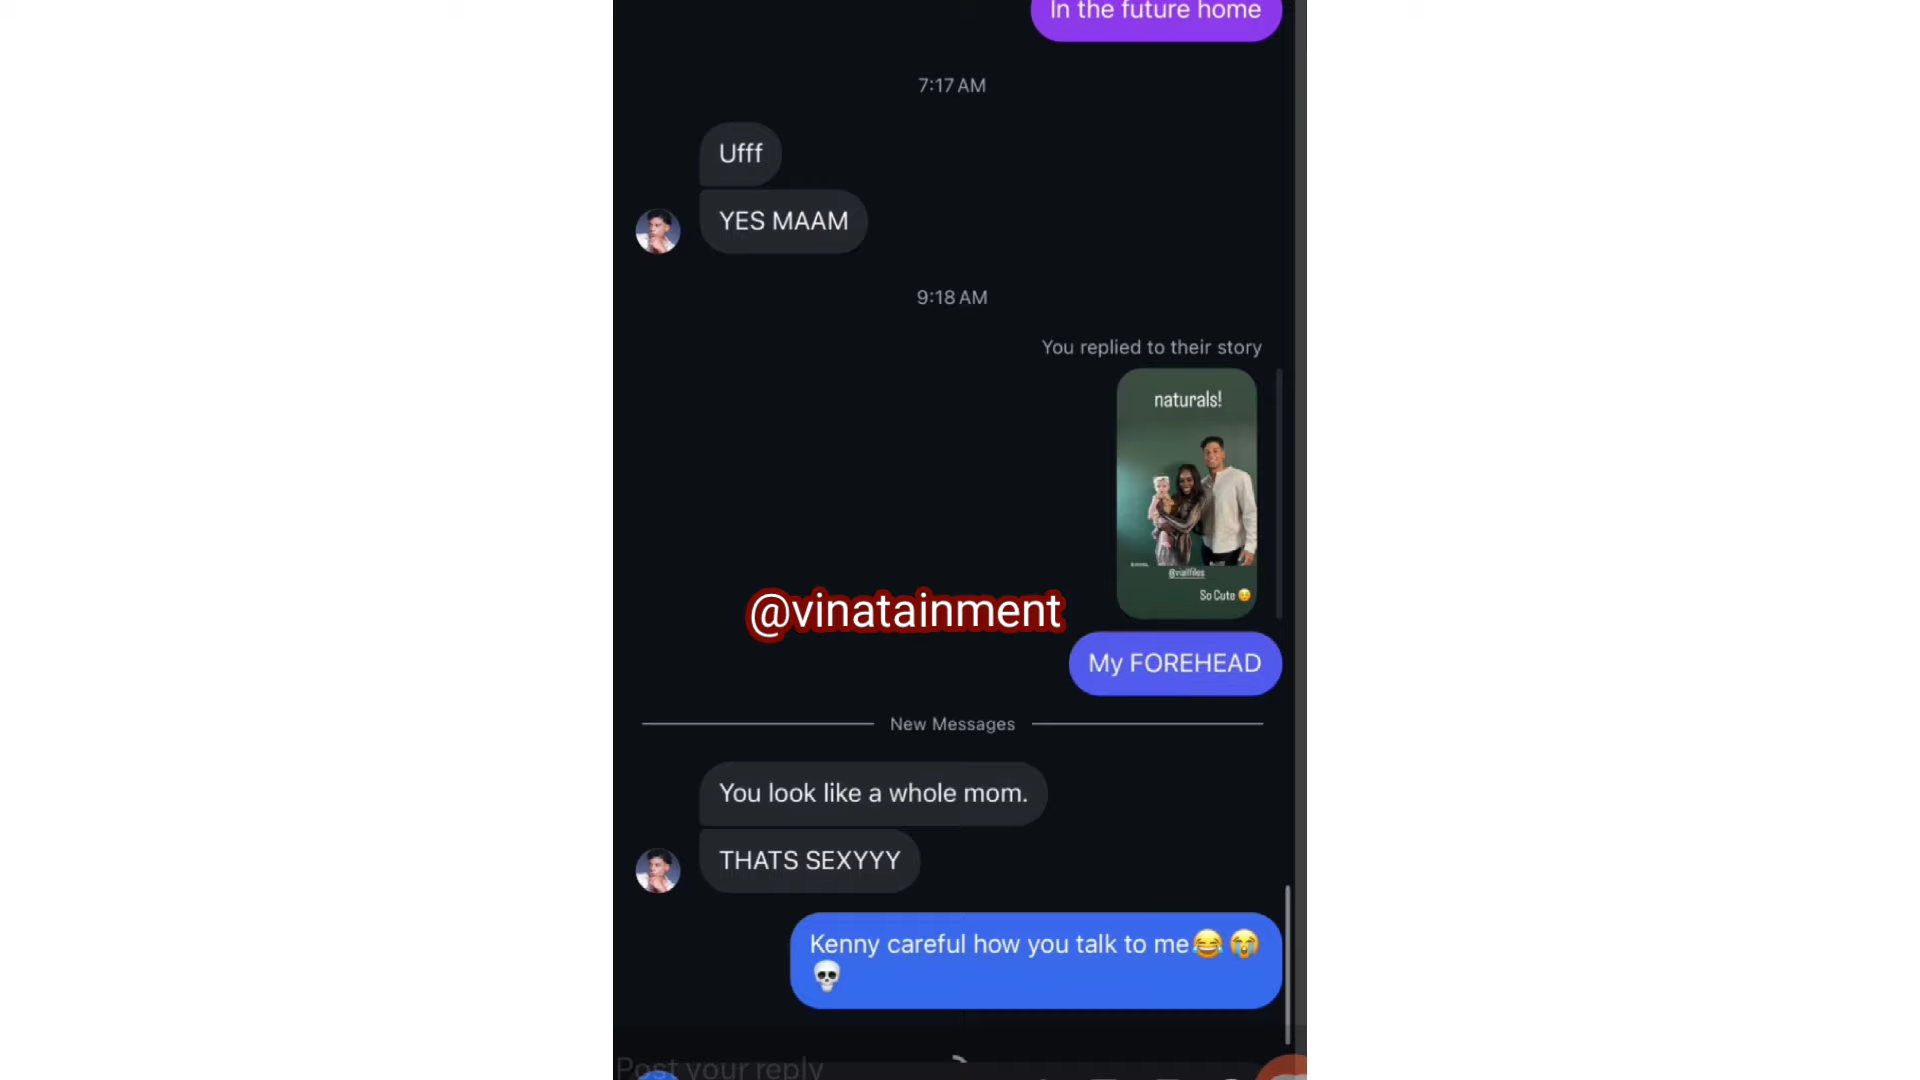 In the future home
7:17 AM
Ufff
YES MAAM
9:18 AM
You replied to their story
naturals!
@viallfiles
So Cute 🥹
@vinatainment
My FOREHEAD
New Messages
You look like a whole mom.
THATS SEXYYY
Kenny careful how you talk to me😂😭
💀
Post your reply